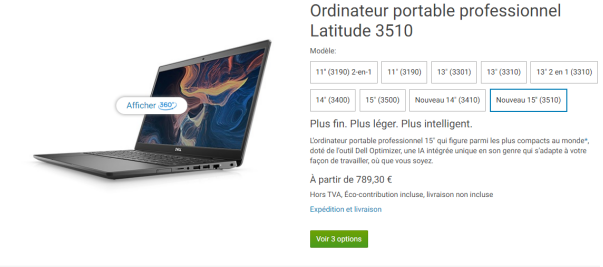 Ordinateur portable professionnel
Latitude 3510
Modèle:
11" (3190) 2-en-1
11" (3190)
13" (3301)
13" (3310)
13" 2 en 1 (3310)
14" (3400)
15" (3500)
Nouveau 14" (3410)
Nouveau 15" (3510)
Afficher 360°
DELL
Plus fin. Plus léger. Plus intelligent.
L'ordinateur portable professionnel 15" qui figure parmi les plus compacts au monde*,
doté de l'outil Dell Optimizer, une IA intégrée unique en son genre qui s'adapte à votre
façon de travailler, où que vous soyez.
À partir de 789,30 €
Hors TVA, Éco-contribution incluse, livraison non incluse
Expédition et livraison
Voir 3 options